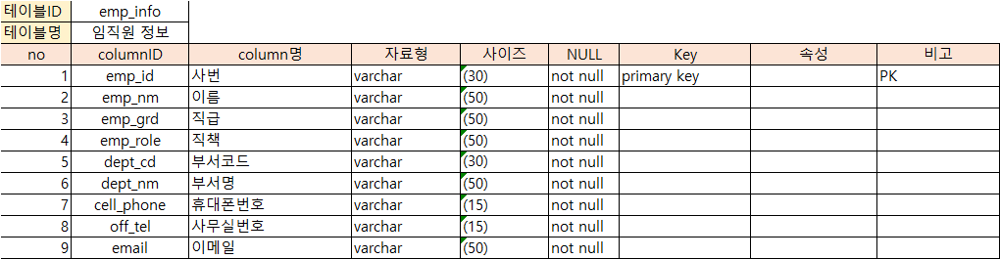 테이블ID emp_info
테이블명 임직원 정보
no columnID column명 자료형 사이즈 NULL Key 속성 비고
1 emp_id 사번 varchar (30) not null primary key PK
2 emp_nm 이름 varchar (50) not null
3 emp_grd 직급 varchar (50) not null
4 emp_role 직책 varchar (50) not null
5 dept_cd 부서코드 varchar (30) not null
6 dept_nm 부서명 varchar (50) not null
7 cell_phone 휴대폰번호 varchar (15) not null
8 off_tel 사무실번호 varchar (15) not null
9 email 이메일 varchar (50) not null